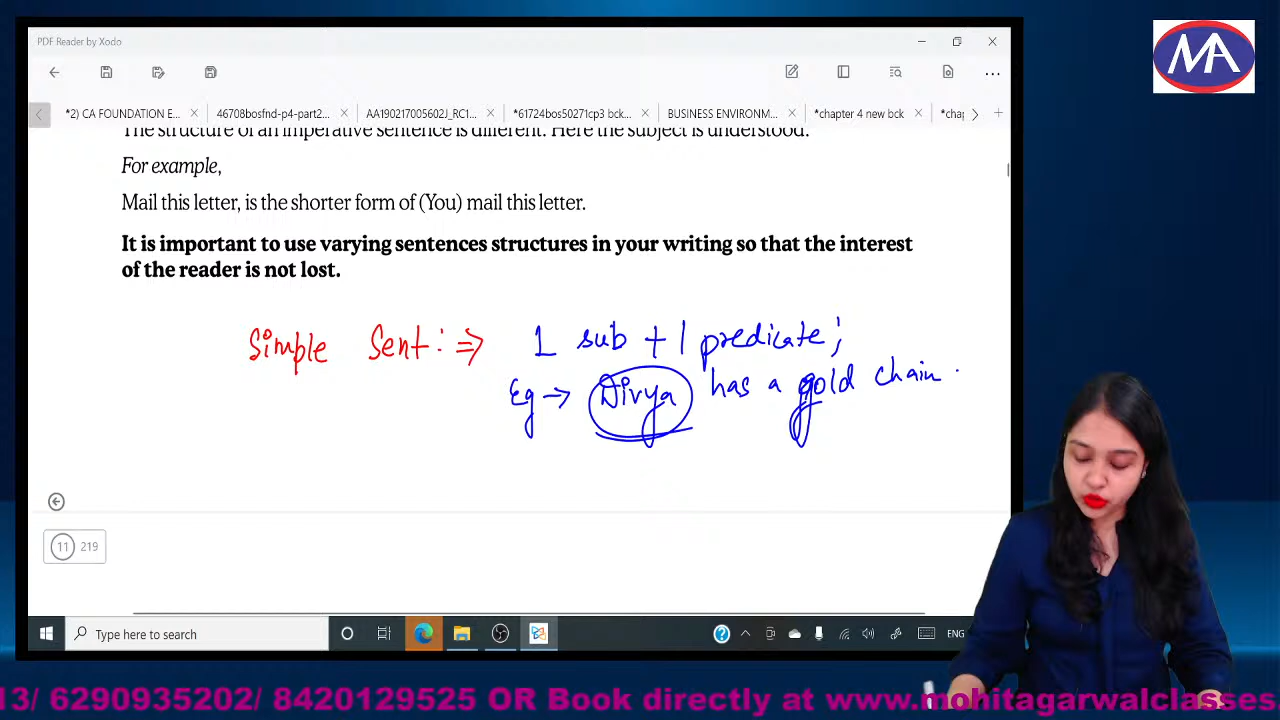 MA
PDF Reader by Xodo
*2) CA FOUNDATION E... 46708bosfnd-p4-part2... AA190217005602J_RC1... *61724bos50271cp3 bck... BUSINESS ENVIRONM... *chapter 4 new bck *chap
The structure of an imperative sentence is different. Here the subject is understood.
For example,
Mail this letter, is the shorter form of (You) mail this letter.
It is important to use varying sentences structures in your writing so that the interest
of the reader is not lost.
Simple Sent: ⇒ 1 sub + 1 predicate;
Eg → Divya has a gold chain.
11 219
Type here to search
ENG
13/ 6290935202/ 8420129525 OR Book directly at www.mohitagarwalclasses